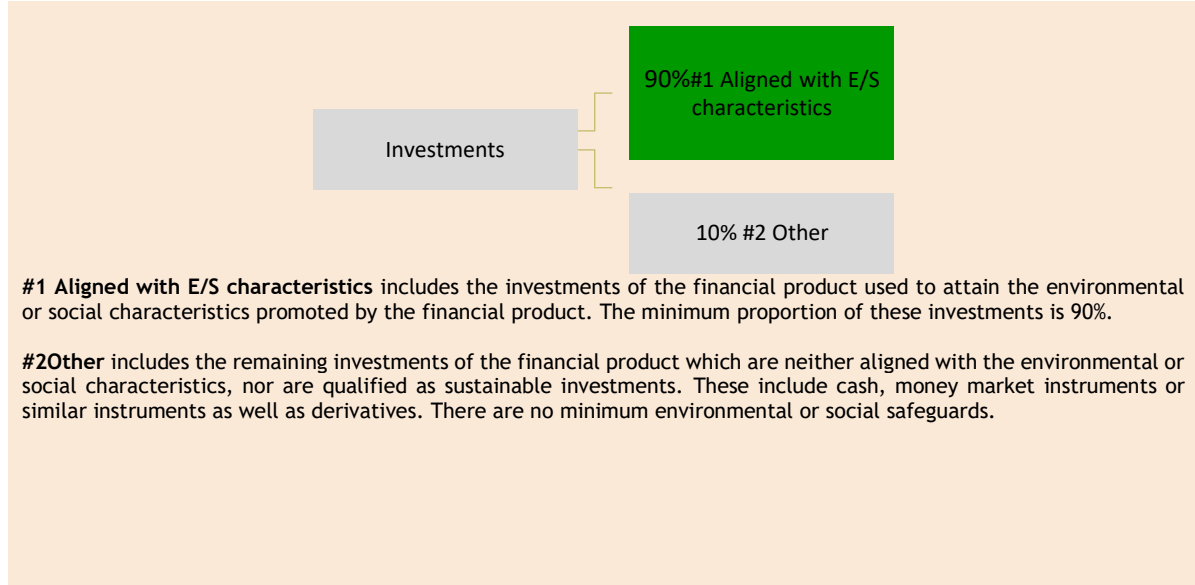 90%#1 Aligned with E/S
characteristics
Investments
10% #2 Other
#1 Aligned with E/S characteristics includes the investments of the financial product used to attain the environmental
or social characteristics promoted by the financial product. The minimum proportion of these investments is 90%.
#2Other includes the remaining investments of the financial product which are neither aligned with the environmental or
social characteristics, nor are qualified as sustainable investments. These include cash, money market instruments or
similar instruments as well as derivatives. There are no minimum environmental or social safeguards.